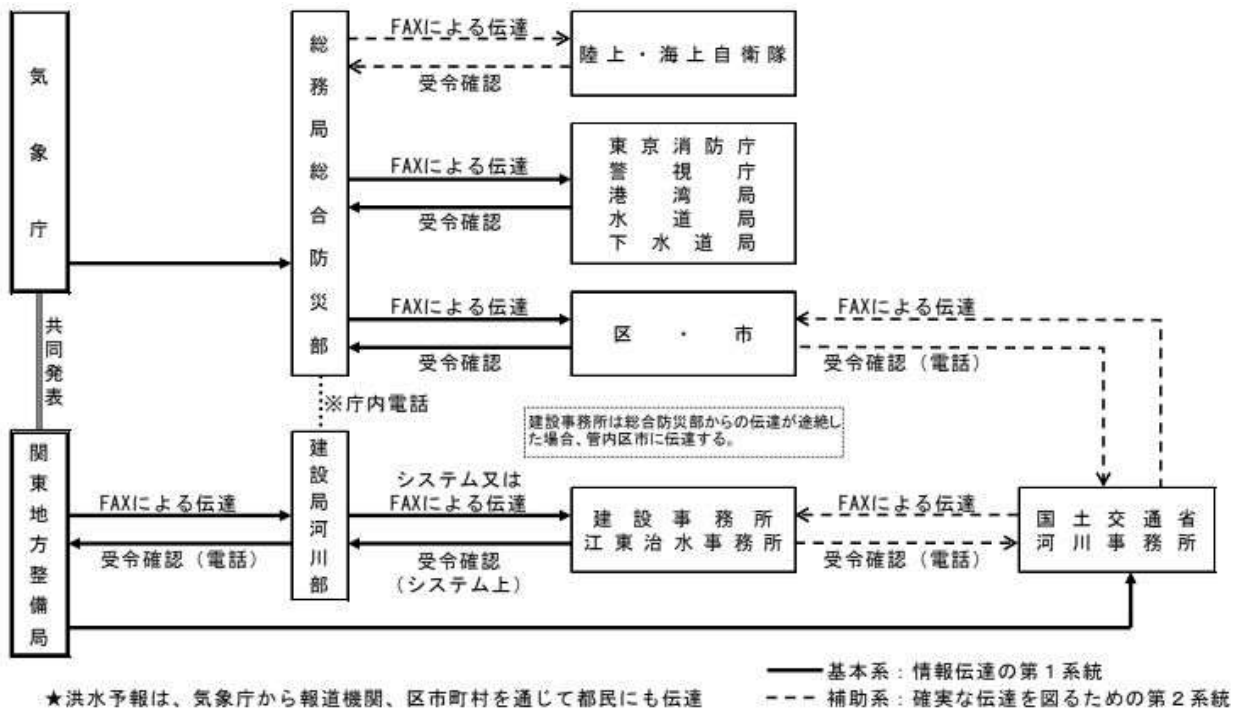 気象庁
共同発表
関東地方整備局
総務局総合防災部
※庁内電話
建設局河川部
FAXによる伝達
受令確認
陸上・海上自衛隊
FAXによる伝達
受令確認
東京消防庁
警視庁
港湾局
水道局
下水道局
FAXによる伝達
受令確認
区・市
FAXによる伝達
受令確認（電話）
建設事務所は総合防災部からの伝達が途絶し
た場合、管内区市に伝達する。
FAXによる伝達
受令確認（電話）
システム又は
FAXによる伝達
受令確認
（システム上）
建設事務所
江東治水事務所
FAXによる伝達
受令確認（電話）
国土交通省
河川事務所
基本系：情報伝達の第１系統
★洪水予報は、気象庁から報道機関、区市町村を通じて都民にも伝達
補助系：確実な伝達を図るための第２系統